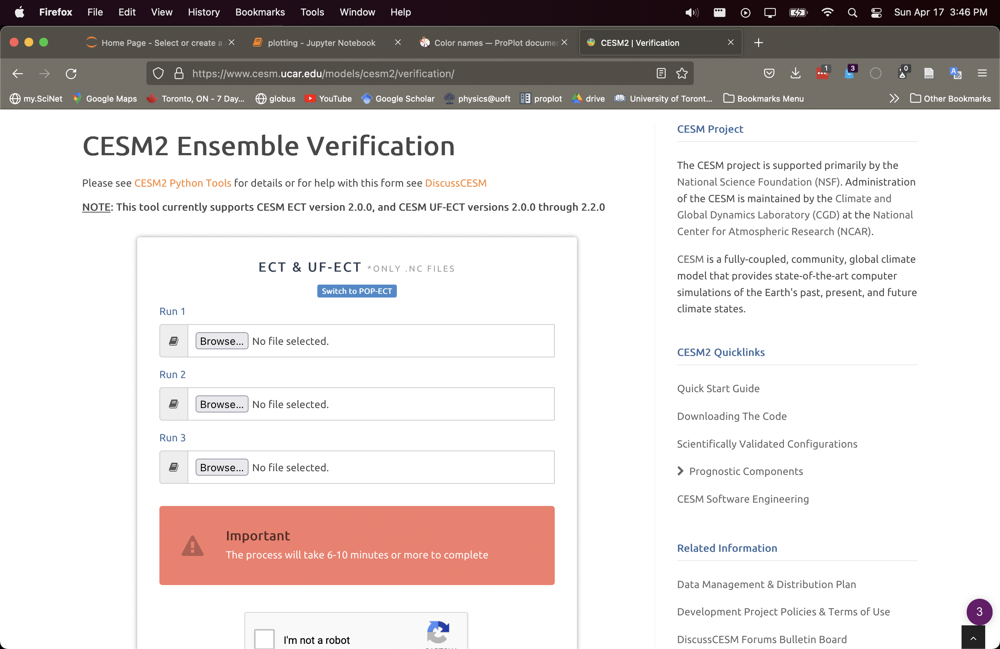 Firefox File Edit View History Bookmarks Tools Window Help Sun Apr 17 3:46 PM
Home Page - Select or create a
plotting - Jupyter Notebook
Color names — ProPlot documen
CESM2 | Verification
https://www.cesm.ucar.edu/models/cesm2/verification/
1
3
0
my.SciNet Google Maps Toronto, ON - 7 Day... globus YouTube Google Scholar physics@uoft proplot drive University of Toront... Bookmarks Menu Other Bookmarks
CESM2 Ensemble Verification
Please see CESM2 Python Tools for details or for help with this form see DiscussCESM
NOTE: This tool currently supports CESM ECT version 2.0.0, and CESM UF-ECT versions 2.0.0 through 2.2.0
ECT & UF-ECT *ONLY .NC FILES
Switch to POP-ECT
Run 1
Browse... No file selected.
Run 2
Browse... No file selected.
Run 3
Browse... No file selected.
Important
The process will take 6-10 minutes or more to complete
I'm not a robot
CESM Project
The CESM project is supported primarily by the
National Science Foundation (NSF). Administration
of the CESM is maintained by the Climate and
Global Dynamics Laboratory (CGD) at the National
Center for Atmospheric Research (NCAR).
CESM is a fully-coupled, community, global climate
model that provides state-of-the-art computer
simulations of the Earth's past, present, and future
climate states.
CESM2 Quicklinks
Quick Start Guide
Downloading The Code
Scientifically Validated Configurations
Prognostic Components
CESM Software Engineering
Related Information
Data Management & Distribution Plan
Development Project Policies & Terms of Use
DiscussCESM Forums Bulletin Board
3